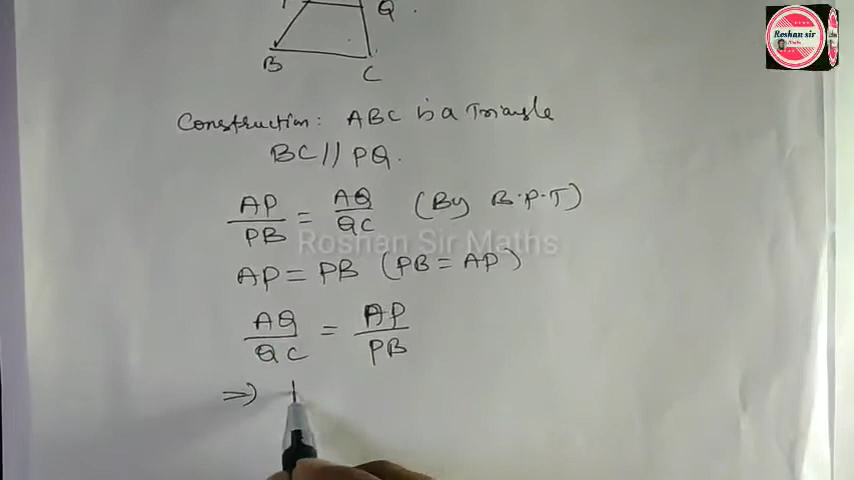 Q
B
C
Roshan sir
Maths
Construction: ABC is a Triangle
BC // PQ.
AP/PB = AQ/QC (By B.P.T)
Roshan Sir Maths
AP = PB (PB = AP)
AQ/QC = AP/PB
⇒